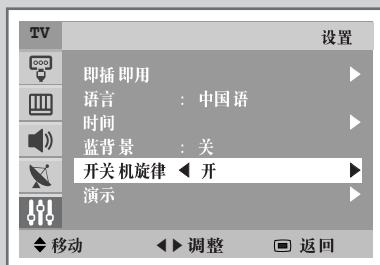 TV
设置
即插即用
语言 : 中国语
时间
蓝背景 : 关
开关机旋律 ◀ 开 ▶
演示
移动 调整 返回